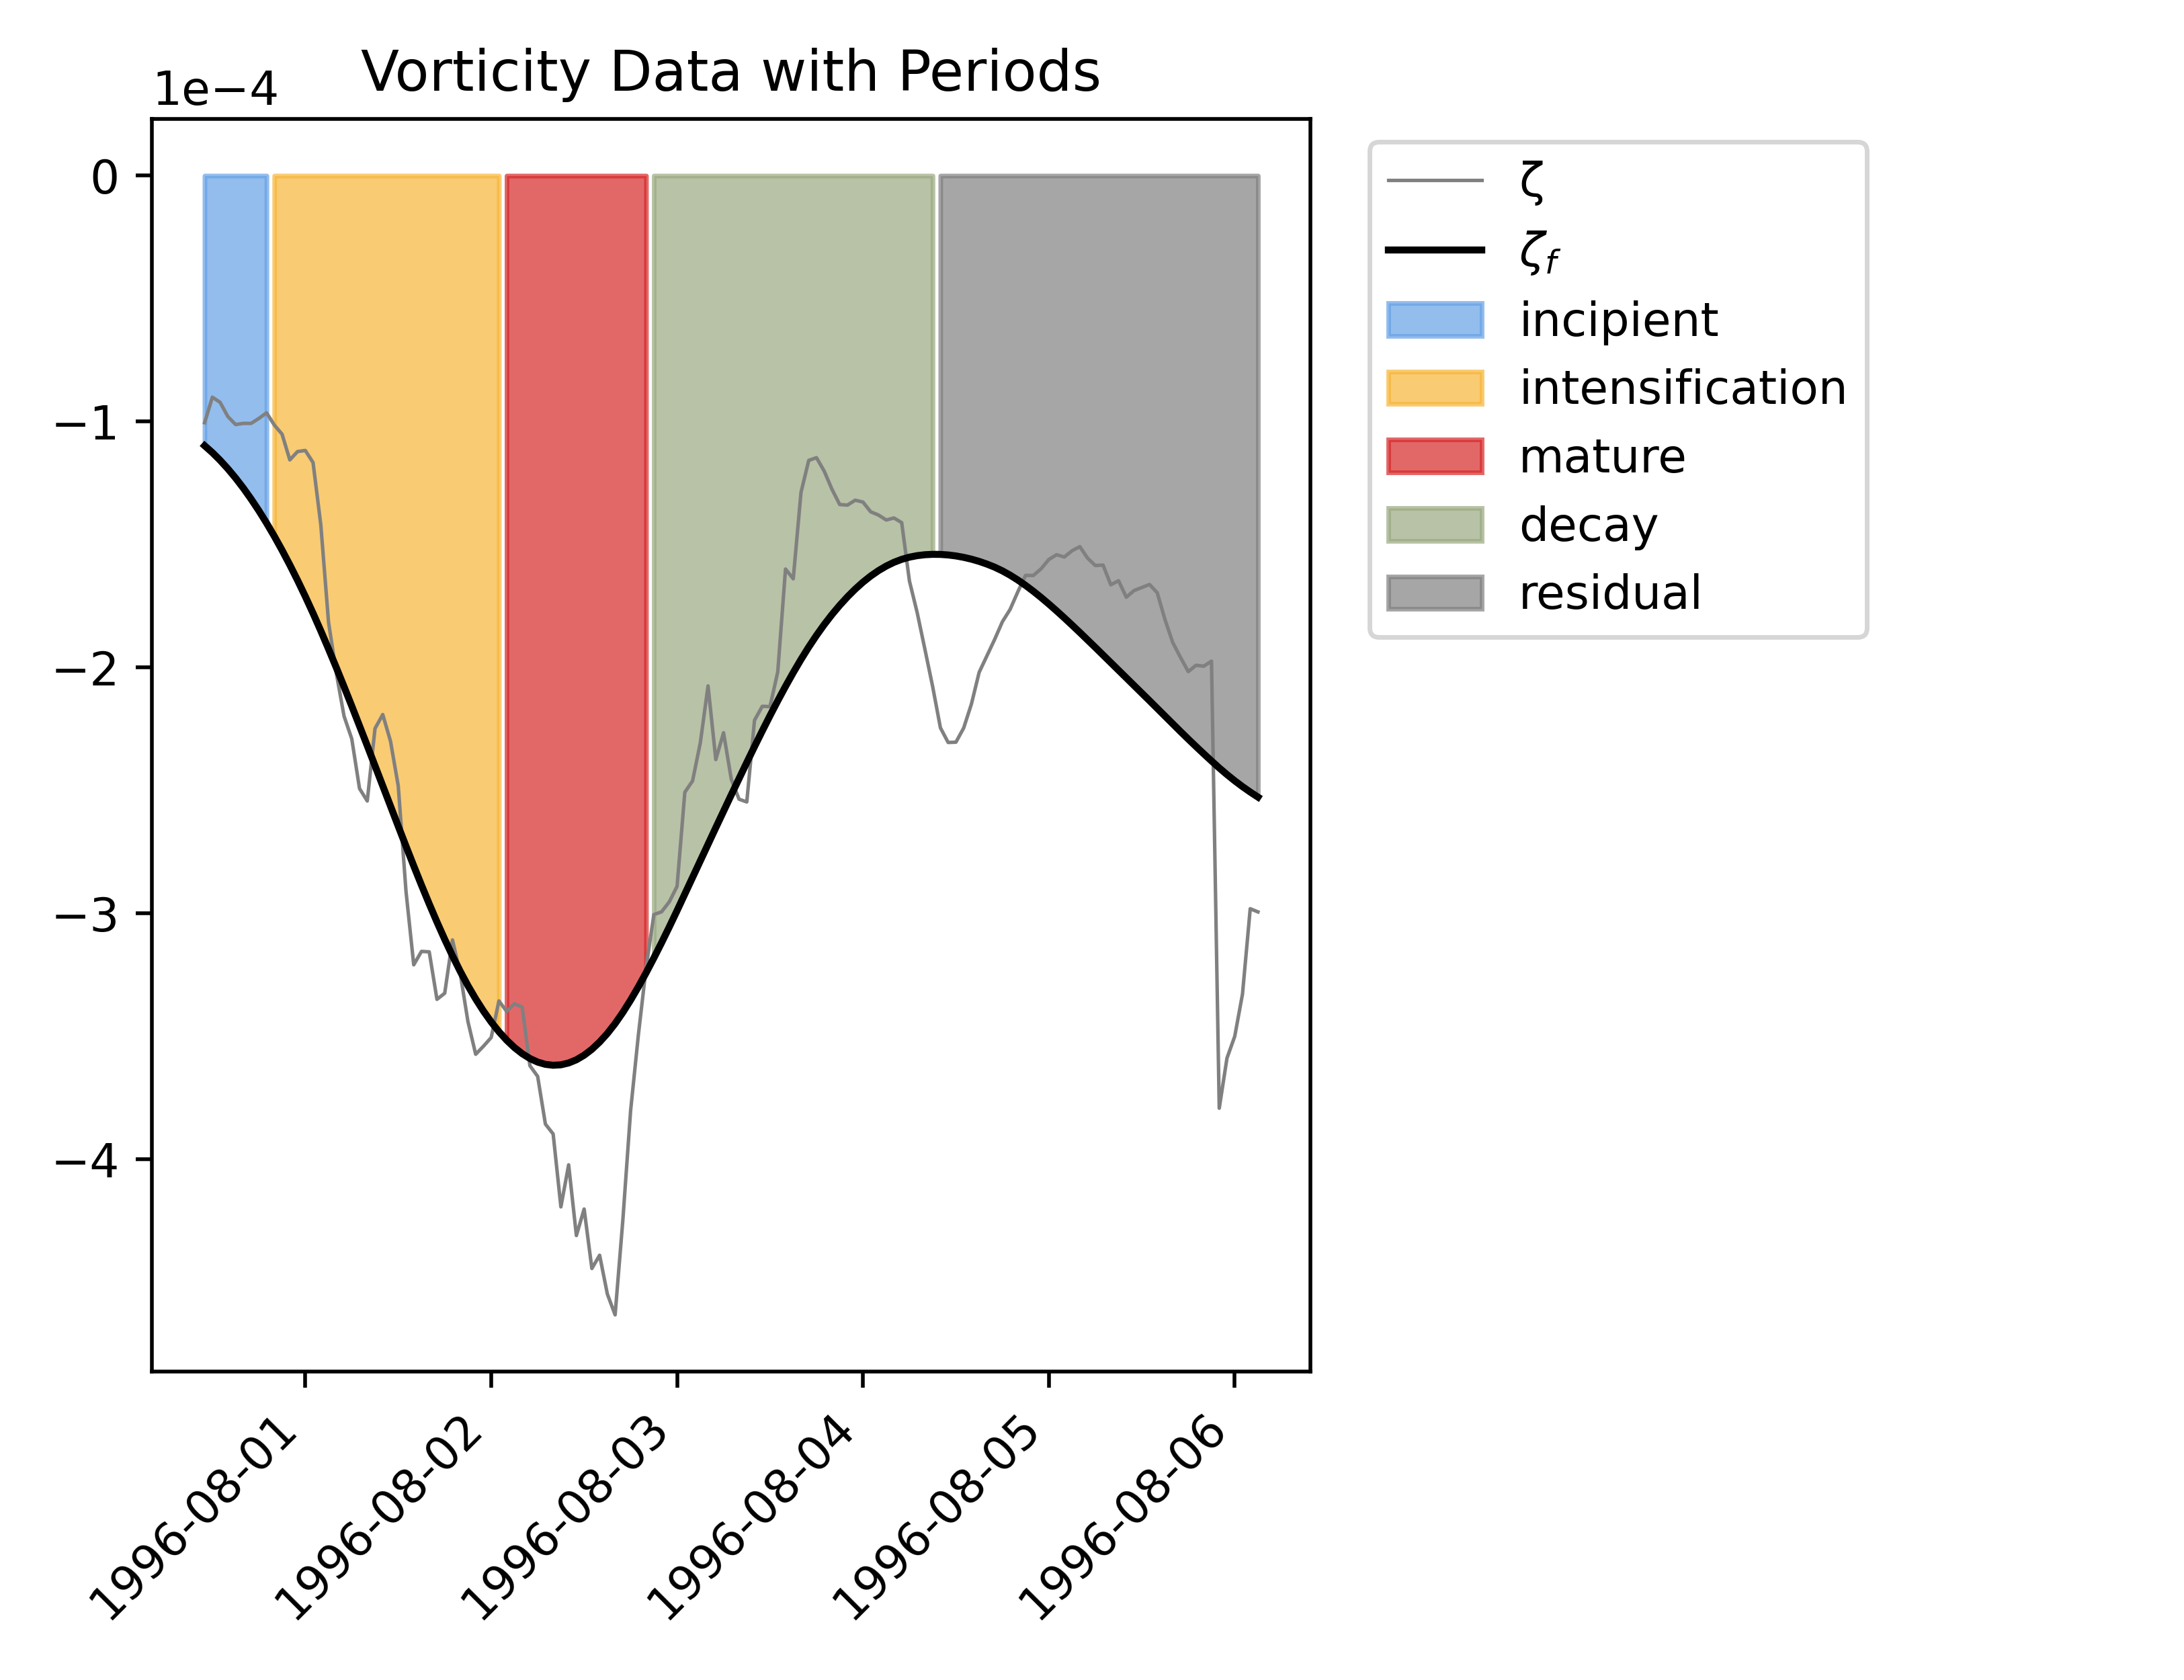 Vorticity Data with Periods
1e−4
0
−1
−2
−3
−4
1996-08-01
1996-08-02
1996-08-03
1996-08-04
1996-08-05
1996-08-06
ζ
ζf
incipient
intensification
mature
decay
residual